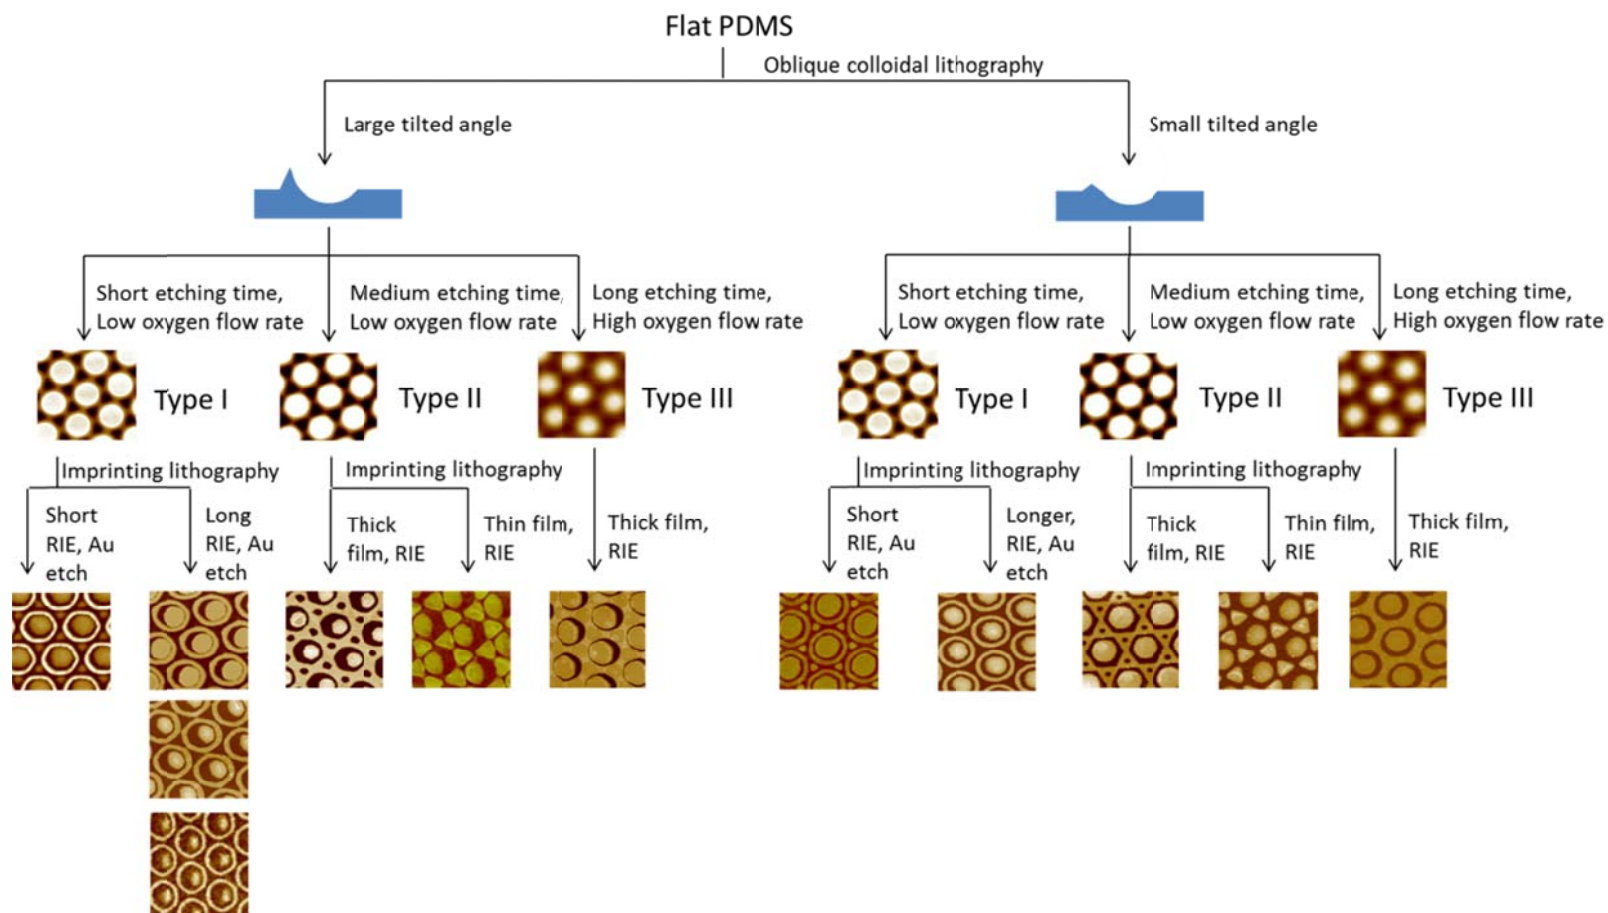 Flat PDMS
Oblique colloidal lithography
Large tilted angle
Small tilted angle
Short etching time,
Low oxygen flow rate
Medium etching time,
Low oxygen flow rate
Long etching time,
High oxygen flow rate
Short etching time,
Low oxygen flow rate
Medium etching time,
Low oxygen flow rate
Long etching time,
High oxygen flow rate
Type I
Type II
Type III
Type I
Type II
Type III
Imprinting lithography
Imprinting lithography
Imprinting lithography
Imprinting lithography
Short
RIE, Au
etch
Long
RIE, Au
etch
Thick
film, RIE
Thin film,
RIE
Thick film,
RIE
Short
RIE, Au
etch
Longer,
RIE, Au
etch
Thick
film, RIE
Thin film,
RIE
Thick film,
RIE